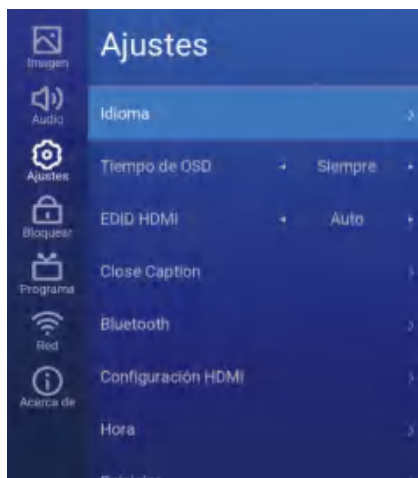 Ajustes
Imagen
Audio
Idioma
Ajustes
Tiempo de OSD Siempre
Bloquear
EDID HDMI Auto
Programa
Close Caption
Red
Bluetooth
Acerca de
Configuración HDMI
Hora